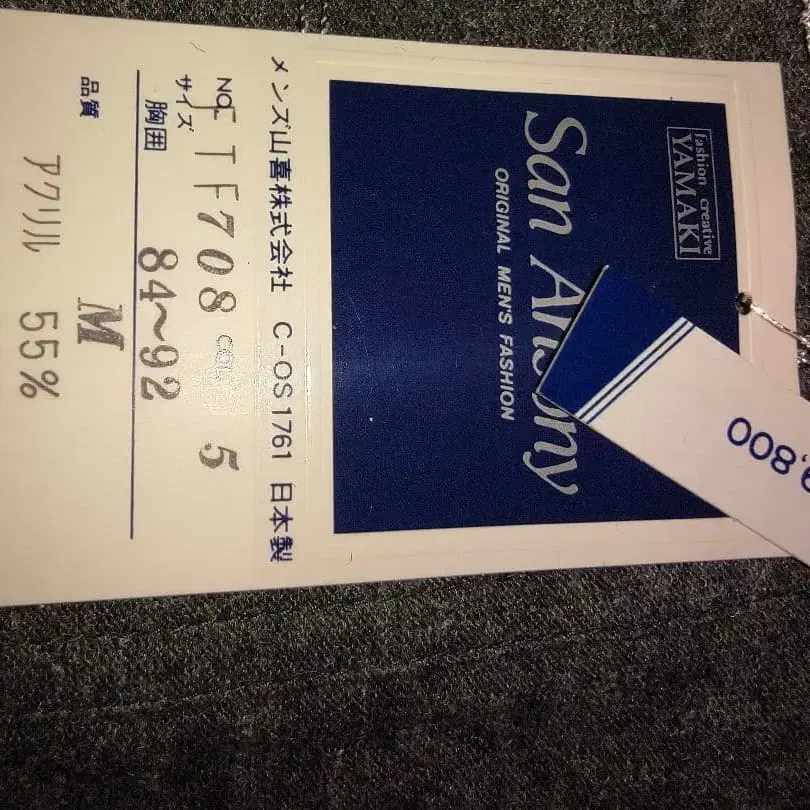 fashion creative
YAMAKI
San
ORIGINAL MEN'S FASHION
メンズ山喜株式会社 C-OS1761 日本製
NO. FTF708 COL. 5
サイズ
胸囲 84~92
M
品質 アクリル 55%
9,800